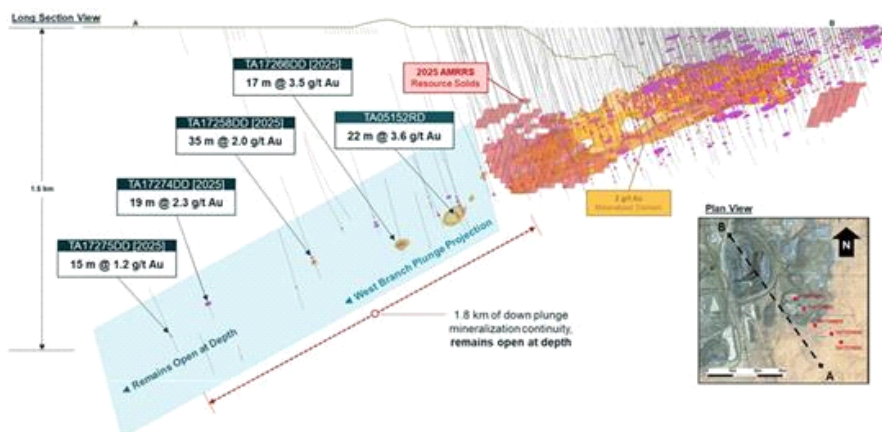 Long Section View
A
B
TA17266DD [2025]
17 m @ 3.5 g/t Au
2025 AMRRS
Resource Solids
TA17258DD [2025]
35 m @ 2.0 g/t Au
TA05152RD
22 m @ 3.6 g/t Au
1.5 km
TA17274DD [2025]
19 m @ 2.3 g/t Au
2 g/t Au
Mineralised Domain
TA17275DD [2025]
15 m @ 1.2 g/t Au
West Branch Plunge Projection
Remains Open at Depth
1.8 km of down plunge
mineralization continuity,
remains open at depth
Plan View
B
N
A